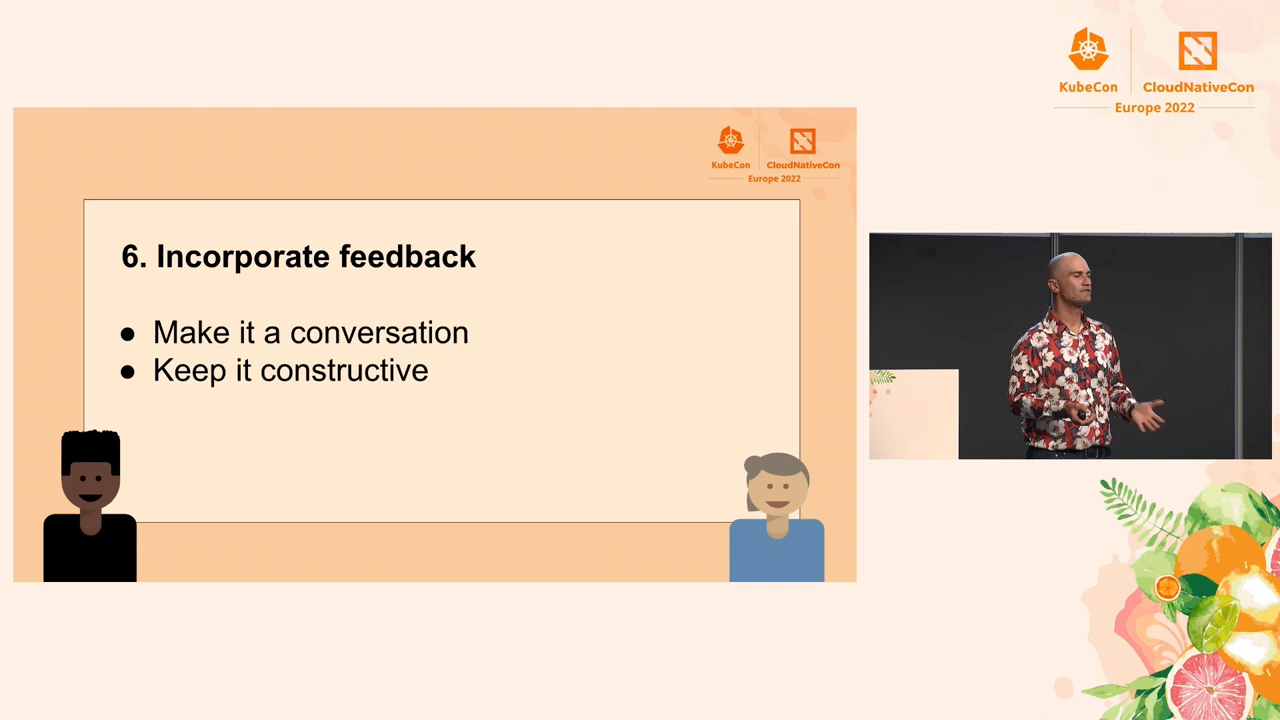 KubeCon
CloudNativeCon
Europe 2022
KubeCon
CloudNativeCon
Europe 2022
6. Incorporate feedback
● Make it a conversation
● Keep it constructive